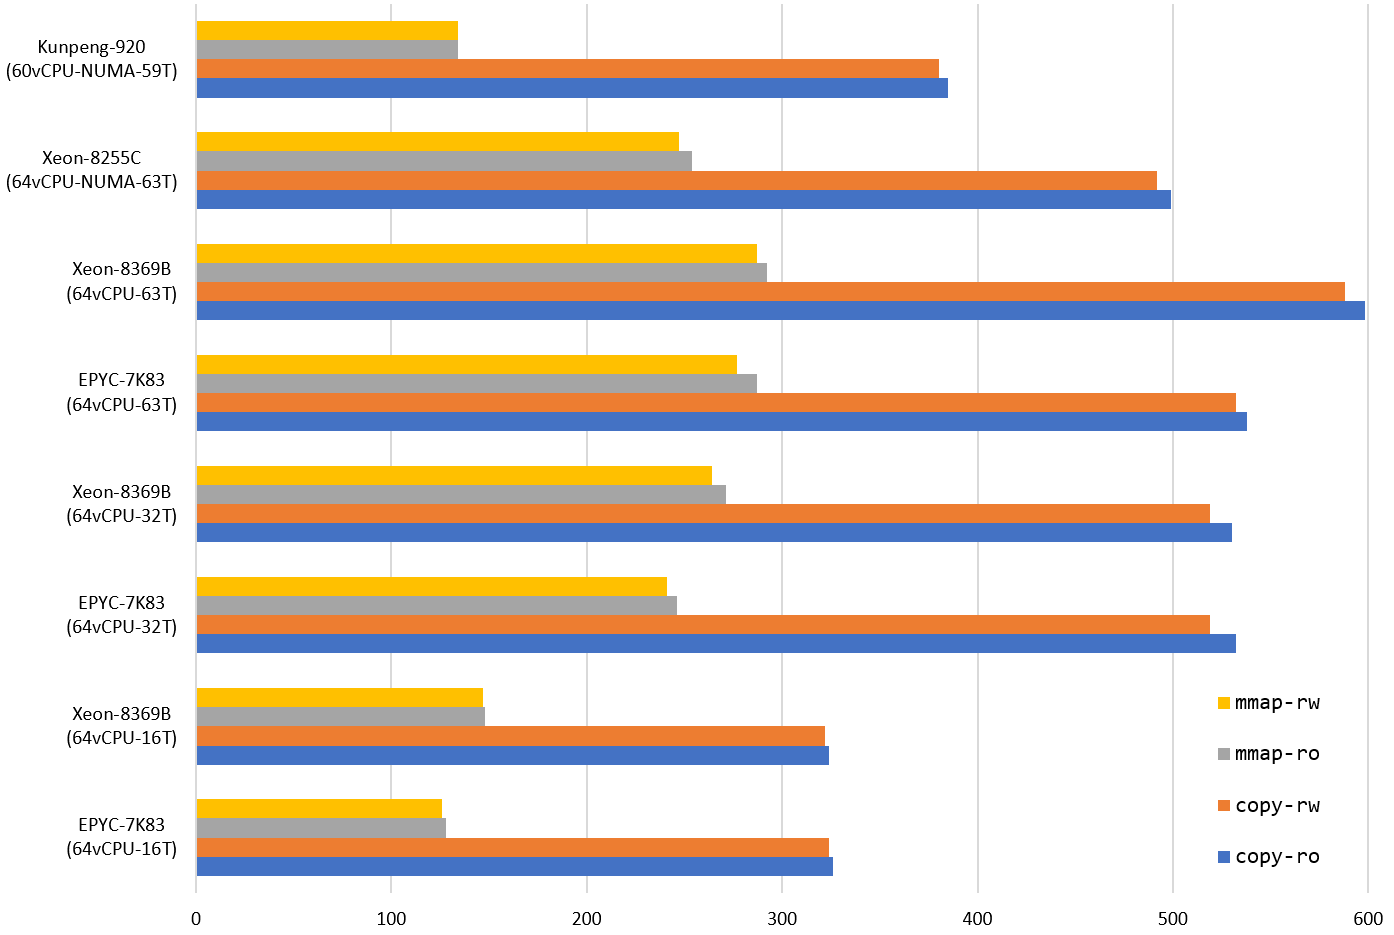 Kunpeng-920
(60vCPU-NUMA-59T)
Xeon-8255C
(64vCPU-NUMA-63T)
Xeon-8369B
(64vCPU-63T)
EPYC-7K83
(64vCPU-63T)
Xeon-8369B
(64vCPU-32T)
EPYC-7K83
(64vCPU-32T)
Xeon-8369B
(64vCPU-16T)
EPYC-7K83
(64vCPU-16T)
mmap-rw
mmap-ro
copy-rw
copy-ro
0 100 200 300 400 500 600